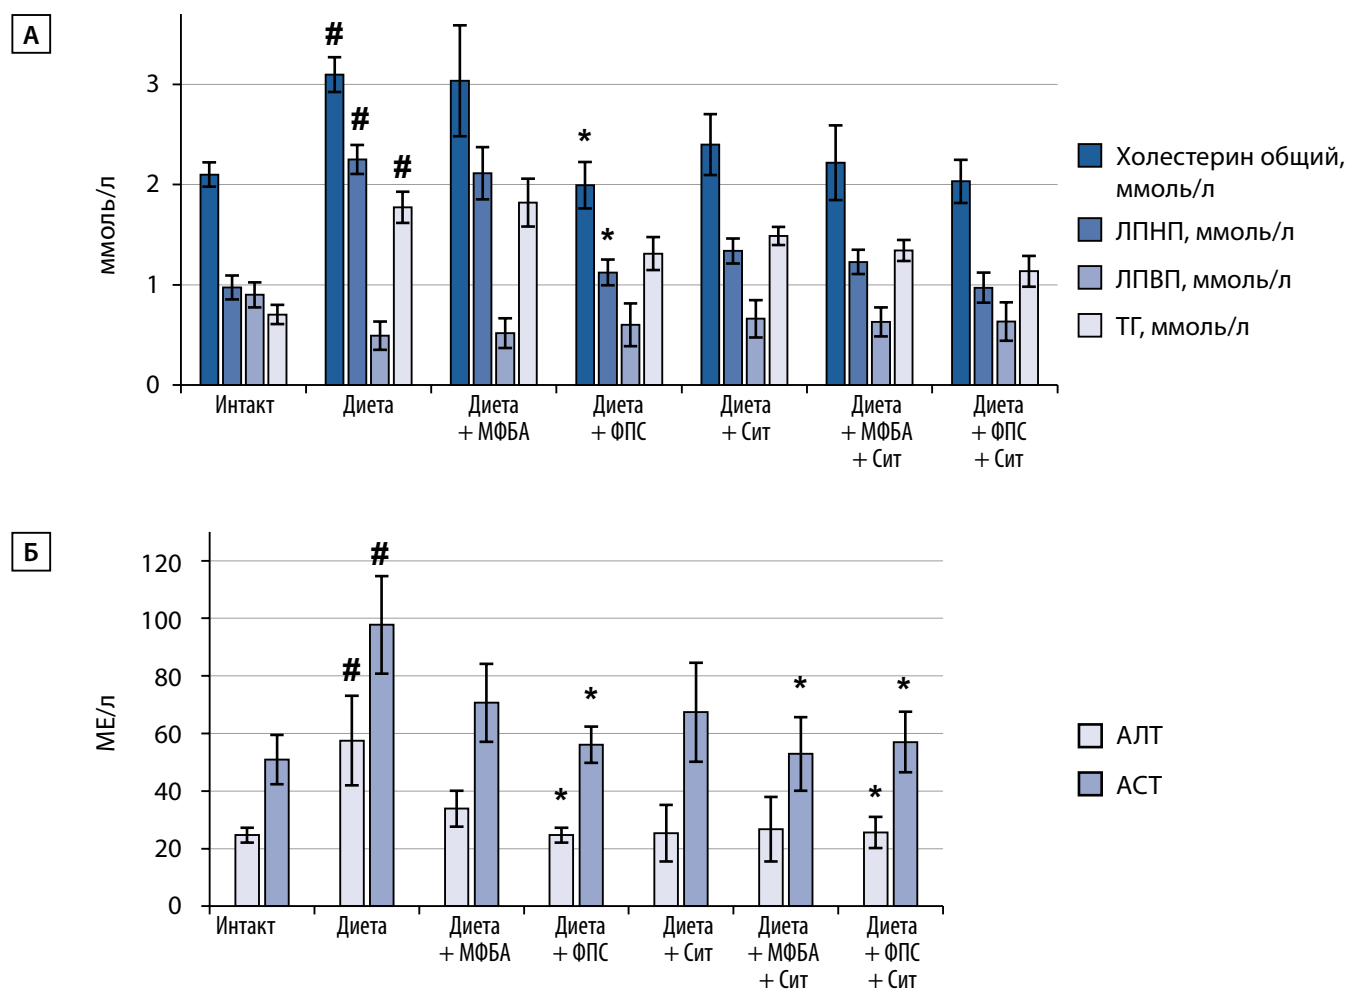 А
#
#
#
*
*
3
2
1
0
ммоль/л
Интакт
Диета
Диета
+ МФБА
Диета
+ ФПС
Диета
+ Сит
Диета
+ МФБА
+ Сит
Диета
+ ФПС
+ Сит
Холестерин общий,
ммоль/л
ЛПНП, ммоль/л
ЛПВП, ммоль/л
ТГ, ммоль/л
Б
#
#
*
*
*
*
*
120
100
80
60
40
20
0
МЕ/л
Интакт
Диета
Диета
+ МФБА
Диета
+ ФПС
Диета
+ Сит
Диета
+ МФБА
+ Сит
Диета
+ ФПС
+ Сит
АЛТ
АСТ